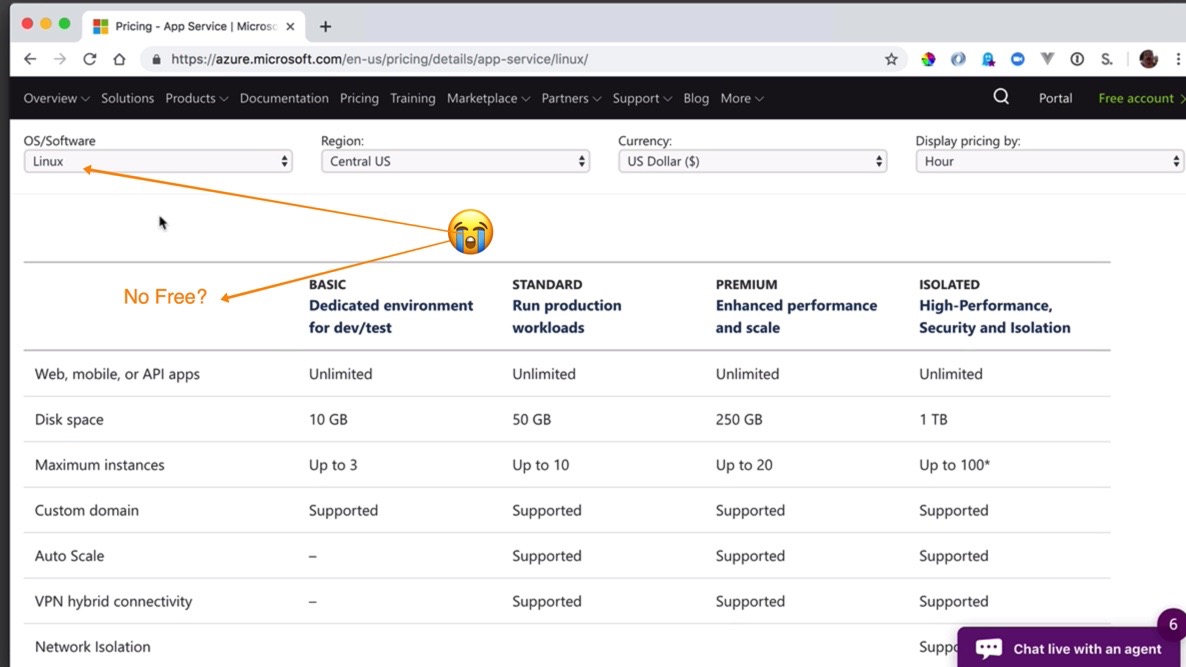 Pricing - App Service | Micros
https://azure.microsoft.com/en-us/pricing/details/app-service/linux/
S.
Overview Solutions Products Documentation Pricing Training Marketplace Partners Support Blog More Portal Free account
OS/Software Region: Currency: Display pricing by:
Linux Central US US Dollar ($) Hour
No Free?
BASIC STANDARD PREMIUM ISOLATED
Dedicated environment Run production Enhanced performance High-Performance,
for dev/test workloads and scale Security and Isolation
Web, mobile, or API apps Unlimited Unlimited Unlimited Unlimited
Disk space 10 GB 50 GB 250 GB 1 TB
Maximum instances Up to 3 Up to 10 Up to 20 Up to 100*
Custom domain Supported Supported Supported Supported
Auto Scale – Supported Supported Supported
VPN hybrid connectivity – Supported Supported Supported
6
Network Isolation Suppo
Chat live with an agent